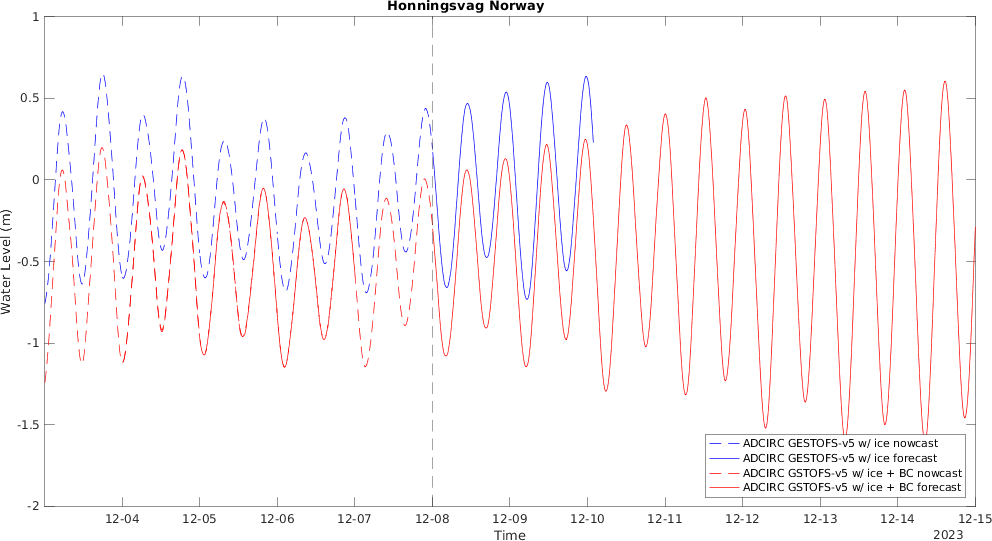 Honningsvag Norway
Water Level (m)
1
0.5
0
-0.5
-1
-1.5
-2
12-04
12-05
12-06
12-07
12-08
12-09
12-10
12-11
12-12
12-13
12-14
12-15
Time
2023
ADCIRC GESTOFS-v5 w/ ice nowcast
ADCIRC GESTOFS-v5 w/ ice forecast
ADCIRC GSTOFS-v5 w/ ice + BC nowcast
ADCIRC GSTOFS-v5 w/ ice + BC forecast